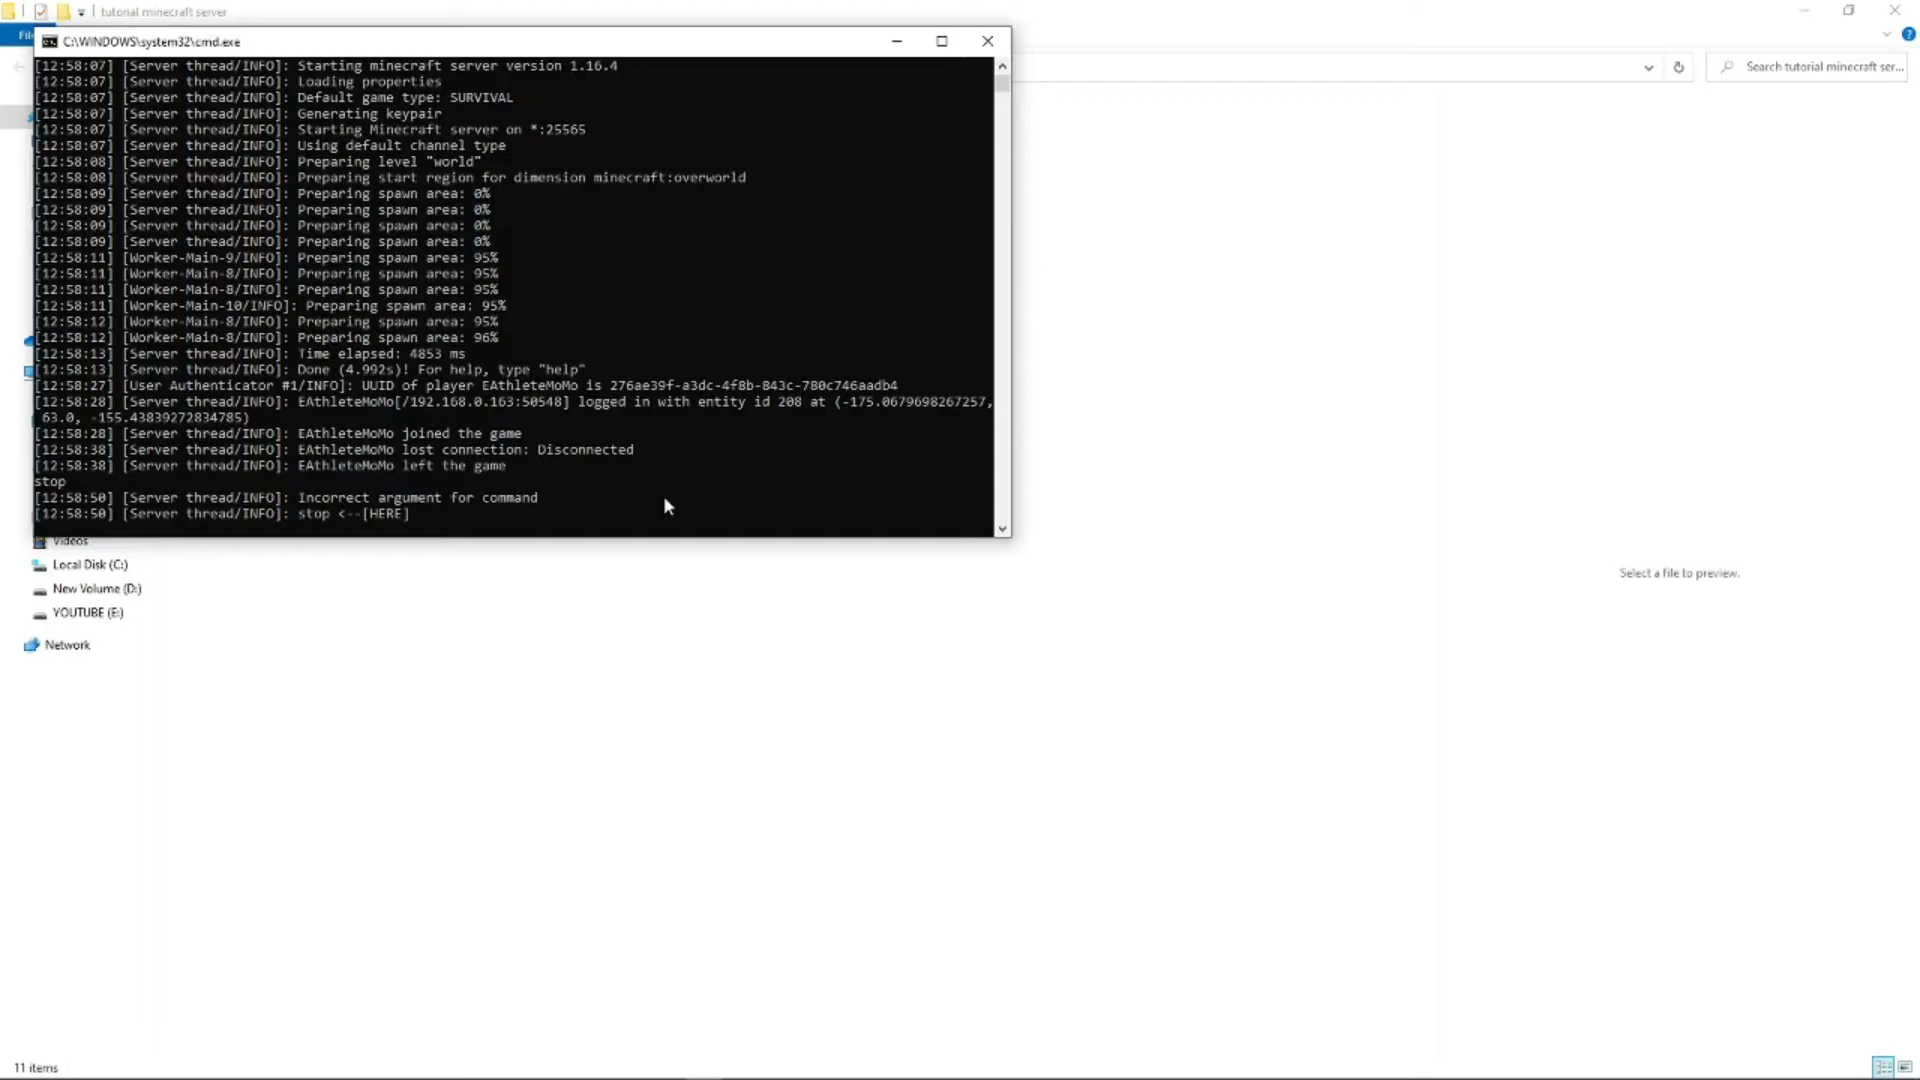 tutorial minecraft server
C:\WINDOWS\system32\cmd.exe
Search tutorial minecraft ser...
[12:58:07] [Server thread/INFO]: Starting minecraft server version 1.16.4
[12:58:07] [Server thread/INFO]: Loading properties
[12:58:07] [Server thread/INFO]: Default game type: SURVIVAL
[12:58:07] [Server thread/INFO]: Generating keypair
[12:58:07] [Server thread/INFO]: Starting Minecraft server on *:25565
[12:58:07] [Server thread/INFO]: Using default channel type
[12:58:08] [Server thread/INFO]: Preparing level "world"
[12:58:08] [Server thread/INFO]: Preparing start region for dimension minecraft:overworld
[12:58:09] [Server thread/INFO]: Preparing spawn area: 0%
[12:58:09] [Server thread/INFO]: Preparing spawn area: 0%
[12:58:09] [Server thread/INFO]: Preparing spawn area: 0%
[12:58:09] [Server thread/INFO]: Preparing spawn area: 0%
[12:58:11] [Worker-Main-9/INFO]: Preparing spawn area: 95%
[12:58:11] [Worker-Main-8/INFO]: Preparing spawn area: 95%
[12:58:11] [Worker-Main-8/INFO]: Preparing spawn area: 95%
[12:58:11] [Worker-Main-10/INFO]: Preparing spawn area: 95%
[12:58:12] [Worker-Main-8/INFO]: Preparing spawn area: 95%
[12:58:12] [Worker-Main-8/INFO]: Preparing spawn area: 96%
[12:58:13] [Server thread/INFO]: Time elapsed: 4853 ms
[12:58:13] [Server thread/INFO]: Done (4.992s)! For help, type "help"
[12:58:27] [User Authenticator #1/INFO]: UUID of player EAthleteMoMo is 276ae39f-a3dc-4f8b-843c-780c746aadb4
[12:58:28] [Server thread/INFO]: EAthleteMoMo[/192.168.0.163:50548] logged in with entity id 208 at (-175.0679698267257,
63.0, -155.43839272834785)
[12:58:28] [Server thread/INFO]: EAthleteMoMo joined the game
[12:58:38] [Server thread/INFO]: EAthleteMoMo lost connection: Disconnected
[12:58:38] [Server thread/INFO]: EAthleteMoMo left the game
stop
[12:58:50] [Server thread/INFO]: Incorrect argument for command
[12:58:50] [Server thread/INFO]: stop <--[HERE]
Videos
Local Disk (C:)
New Volume (D:)
YOUTUBE (E:)
Network
Select a file to preview.
11 items